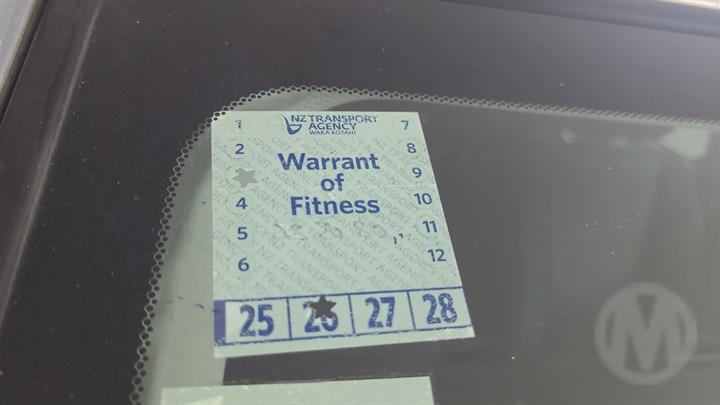 NZ TRANSPORT
AGENCY
WAKA KOTAHI
1 7
2 8
Warrant
9
of
4 10
Fitness
5 11
6 12
25 26 27 28
M